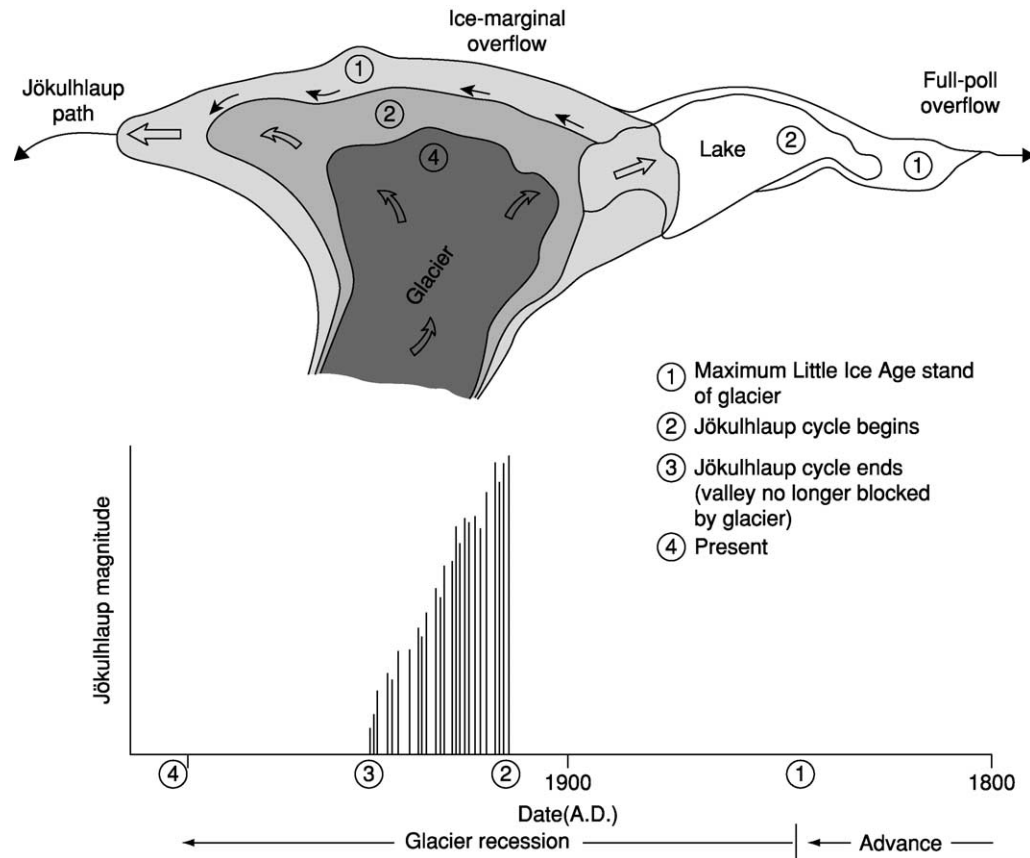 Ice-marginal
overflow
①
Jökulhlaup
path
Full-poll
overflow
②
④
Lake
②
①
Glacier
① Maximum Little Ice Age stand
of glacier
② Jökulhlaup cycle begins
③ Jökulhlaup cycle ends
(valley no longer blocked
by glacier)
④ Present
Jökulhlaup magnitude
④ ③ ② 1900 ① 1800
Date(A.D.)
Glacier recession Advance